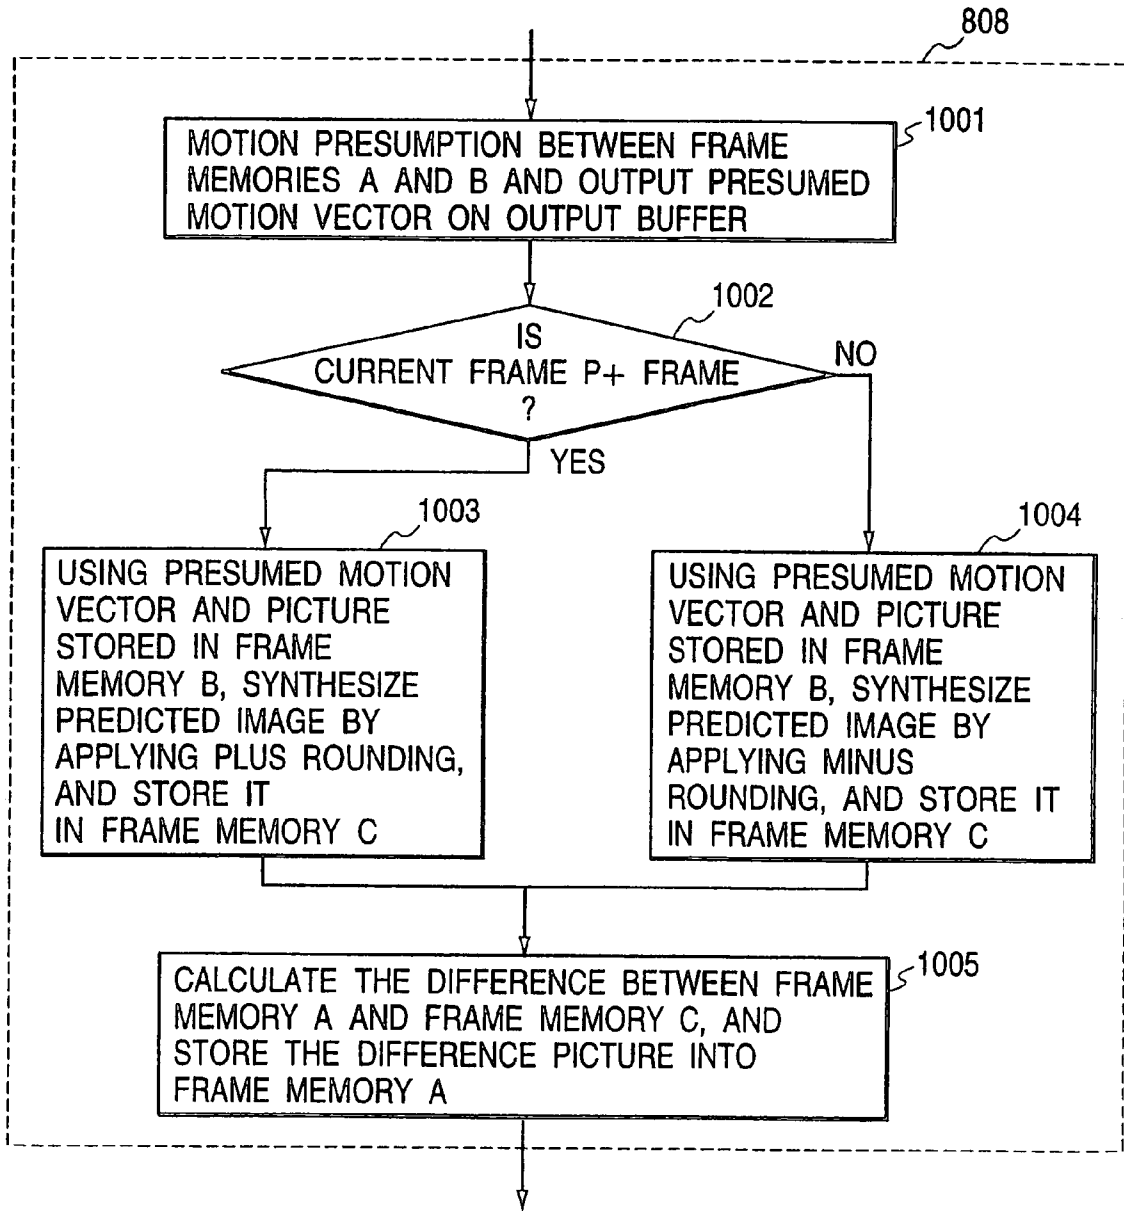 808
1001
MOTION PRESUMPTION BETWEEN FRAME
MEMORIES A AND B AND OUTPUT PRESUMED
MOTION VECTOR ON OUTPUT BUFFER
1002
IS
CURRENT FRAME P+ FRAME
?
NO
YES
1003
USING PRESUMED MOTION
VECTOR AND PICTURE
STORED IN FRAME
MEMORY B, SYNTHESIZE
PREDICTED IMAGE BY
APPLYING PLUS ROUNDING,
AND STORE IT
IN FRAME MEMORY C
1004
USING PRESUMED MOTION
VECTOR AND PICTURE
STORED IN FRAME
MEMORY B, SYNTHESIZE
PREDICTED IMAGE BY
APPLYING MINUS
ROUNDING, AND STORE IT
IN FRAME MEMORY C
1005
CALCULATE THE DIFFERENCE BETWEEN FRAME
MEMORY A AND FRAME MEMORY C, AND
STORE THE DIFFERENCE PICTURE INTO
FRAME MEMORY A